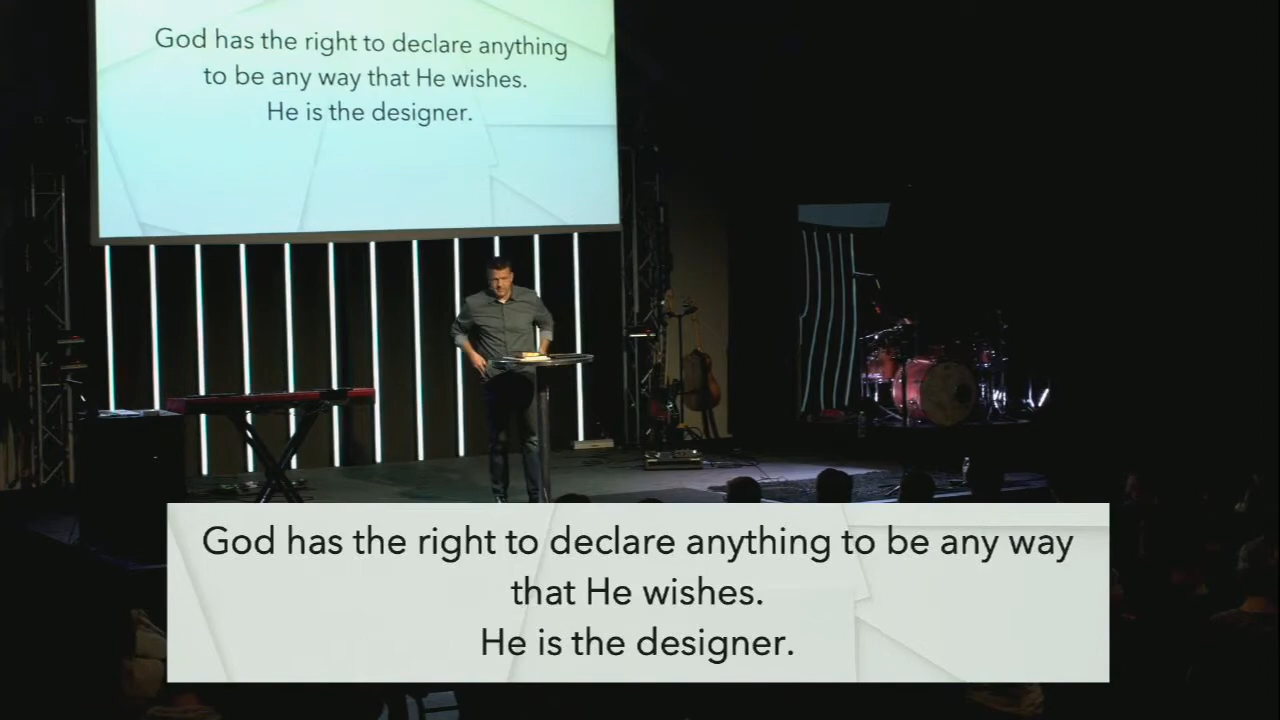 God has the right to declare anything
to be any way that He wishes.
He is the designer.
God has the right to declare anything to be any way
that He wishes.
He is the designer.